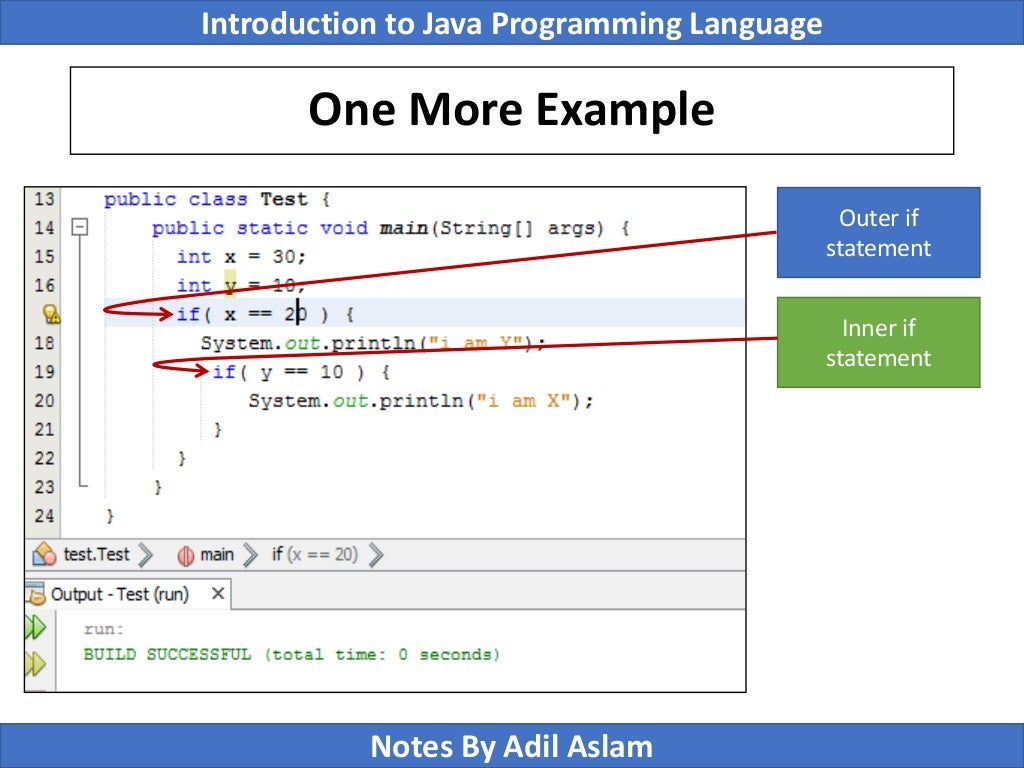 Introduction to Java Programming Language
One More Example
13 public class Test {
14 public static void main(String[] args) {
15 int x = 30;
16 int y = 10;
if( x == 20 ) {
18 System.out.println("i am Y");
19 if( y == 10 ) {
20 System.out.println("i am X");
21 }
22 }
23 }
24 }
Outer if
statement
Inner if
statement
test.Test main if (x == 20)
Output - Test (run) X
run:
BUILD SUCCESSFUL (total time: 0 seconds)
Notes By Adil Aslam